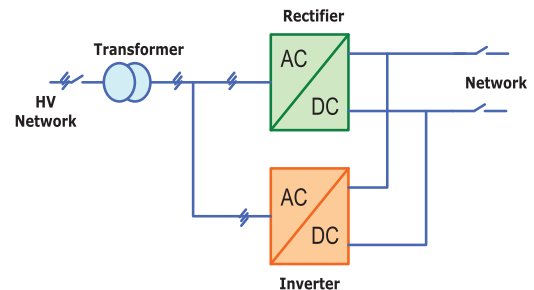 Rectifier
Transformer
AC
DC
HV
Network
Network
AC
DC
Inverter